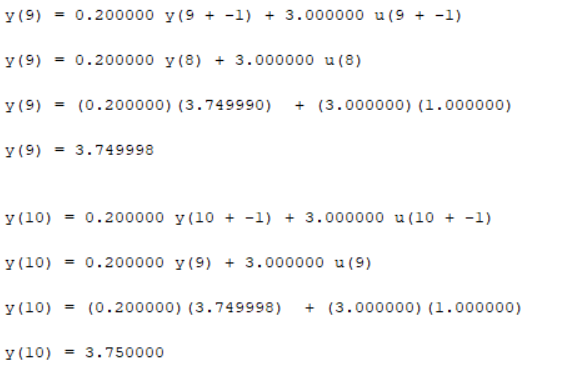 y(9) = 0.200000 y(9 + -1) + 3.000000 u(9 + -1)
y(9) = 0.200000 y(8) + 3.000000 u(8)
y(9) = (0.200000)(3.749990) + (3.000000)(1.000000)
y(9) = 3.749998
y(10) = 0.200000 y(10 + -1) + 3.000000 u(10 + -1)
y(10) = 0.200000 y(9) + 3.000000 u(9)
y(10) = (0.200000)(3.749998) + (3.000000)(1.000000)
y(10) = 3.750000